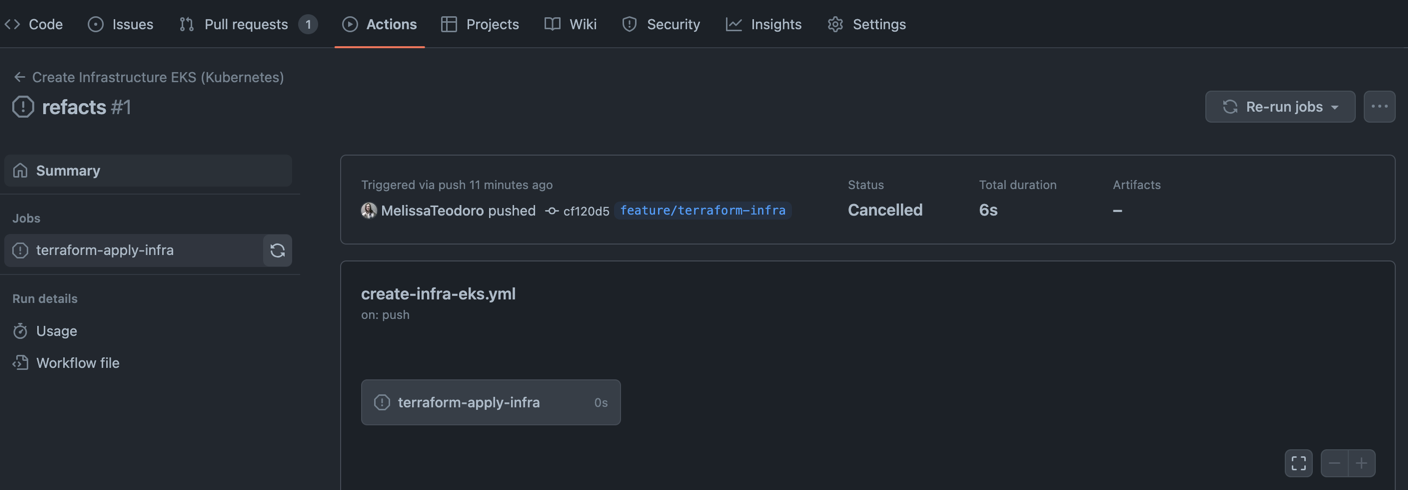 Code Issues Pull requests 1 Actions Projects Wiki Security Insights Settings
Create Infrastructure EKS (Kubernetes)
refacts #1
Re-run jobs
Summary
Jobs
terraform-apply-infra
Run details
Usage
Workflow file
Triggered via push 11 minutes ago
MelissaTeodoro pushed cf120d5 feature/terraform-infra
Status
Cancelled
Total duration
6s
Artifacts
–
create-infra-eks.yml
on: push
terraform-apply-infra 0s